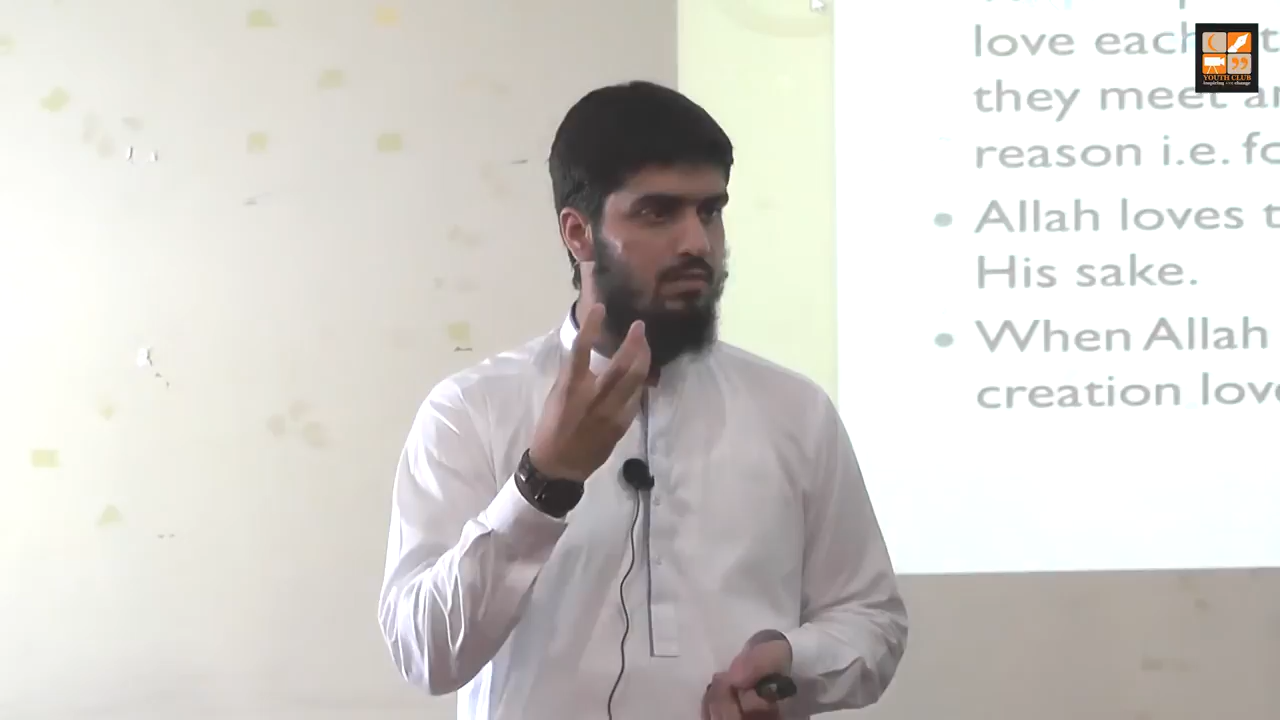 love each
they meet
reason i.e.
• Allah loves
His sake.
• When Allah
creation
YOUTH CLUB